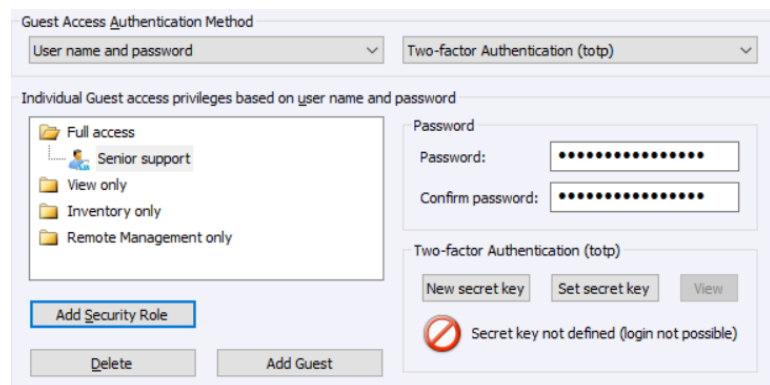 Guest Access Authentication Method
User name and password
Two-factor Authentication (totp)
Individual Guest access privileges based on user name and password
Full access
Senior support
View only
Inventory only
Remote Management only
Add Security Role
Delete
Add Guest
Password
Password:
Confirm password:
Two-factor Authentication (totp)
New secret key
Set secret key
View
Secret key not defined (login not possible)